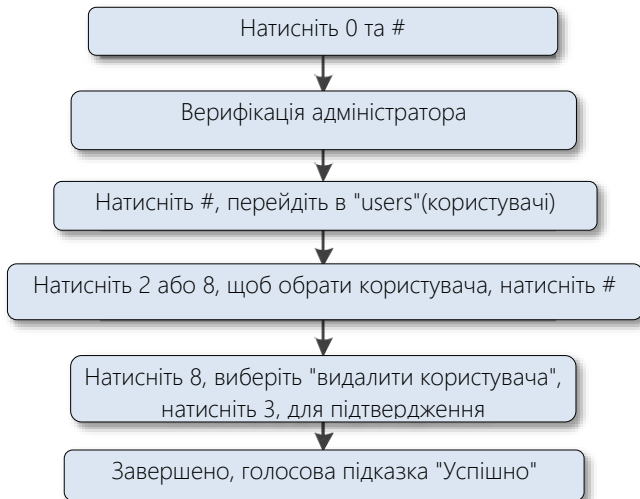 Натисніть 0 та #
Верифікація адміністратора
Натисніть #, перейдіть в "users"(користувачі)
Натисніть 2 або 8, щоб обрати користувача, натисніть #
Натисніть 8, виберіть "видалити користувача",
натисніть 3, для підтвердження
Завершено, голосова підказка "Успішно"